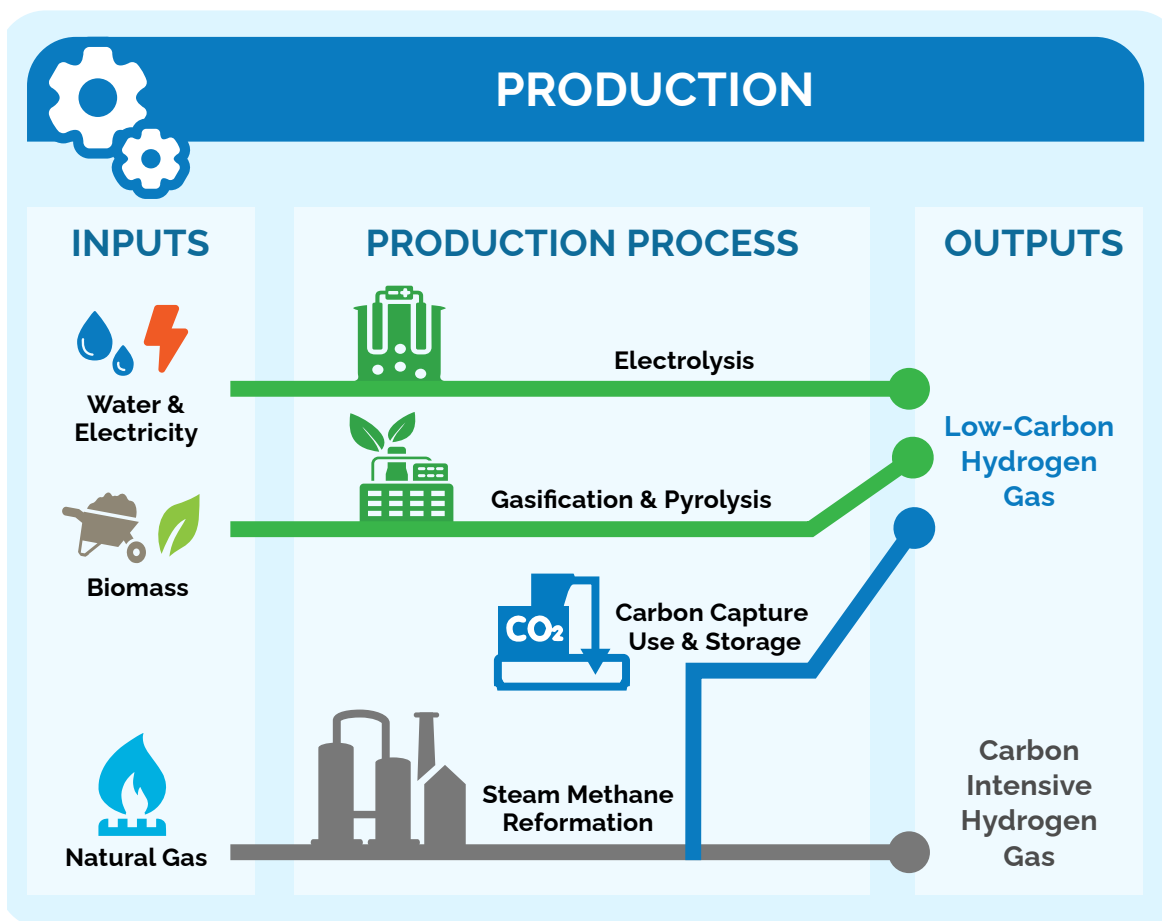 PRODUCTION
INPUTS
PRODUCTION PROCESS
OUTPUTS
Water &
Electricity
Electrolysis
Low-Carbon
Hydrogen
Gas
Biomass
Gasification & Pyrolysis
CO₂
Carbon Capture
Use & Storage
Natural Gas
Steam Methane
Reformation
Carbon
Intensive
Hydrogen
Gas